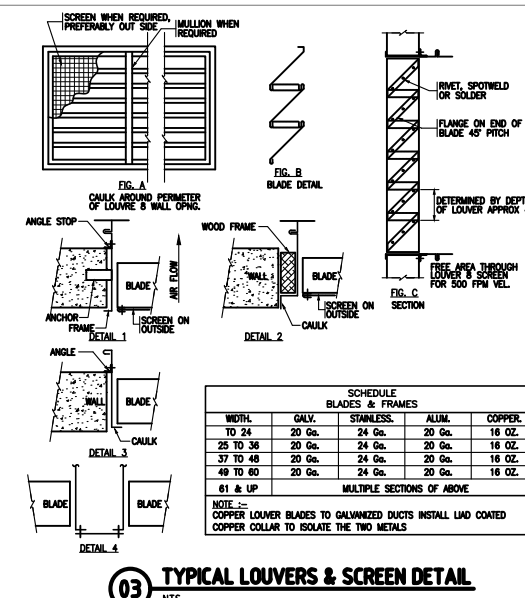 SCREEN WHEN REQUIRED,
PREFERABLY OUT SIDE
MULLION WHEN
REQUIRED
FIG. A
CAULK AROUND PERIMETER
OF LOUVRE & WALL OPNG.
FIG. B
BLADE DETAIL
RIVET, SPOTWELD
OR SOLDER
FLANGE ON END OF
BLADE 45° PITCH
DETERMINED BY DEPT
OF LOUVER APPROX
FREE AREA THROUGH
LOUVER & SCREEN
FOR 500 FPM VEL.
FIG. C
SECTION
ANGLE STOP
BLADE
AIR FLOW
ANCHOR
FRAME
SCREEN ON
OUTSIDE
DETAIL 1
WOOD FRAME
WALL
BLADE
SCREEN ON
OUTSIDE
CAULK
DETAIL 2
ANGLE
WALL
BLADE
CAULK
DETAIL 3
BLADE
BLADE
DETAIL 4
SCHEDULE
BLADES & FRAMES
WIDTH. GALV. STAINLESS. ALUM. COPPER.
TO 24 20 Ga. 24 Ga. 20 Ga. 16 OZ.
25 TO 36 20 Ga. 24 Ga. 20 Ga. 16 OZ.
37 TO 48 20 Ga. 24 Ga. 20 Ga. 16 OZ.
49 TO 60 20 Ga. 24 Ga. 20 Ga. 16 OZ.
61 & UP MULTIPLE SECTIONS OF ABOVE
NOTE :-
COPPER LOUVER BLADES TO GALVANIZED DUCTS INSTALL LIAD COATED
COPPER COLLAR TO ISOLATE THE TWO METALS
03 TYPICAL LOUVERS & SCREEN DETAIL
NTS